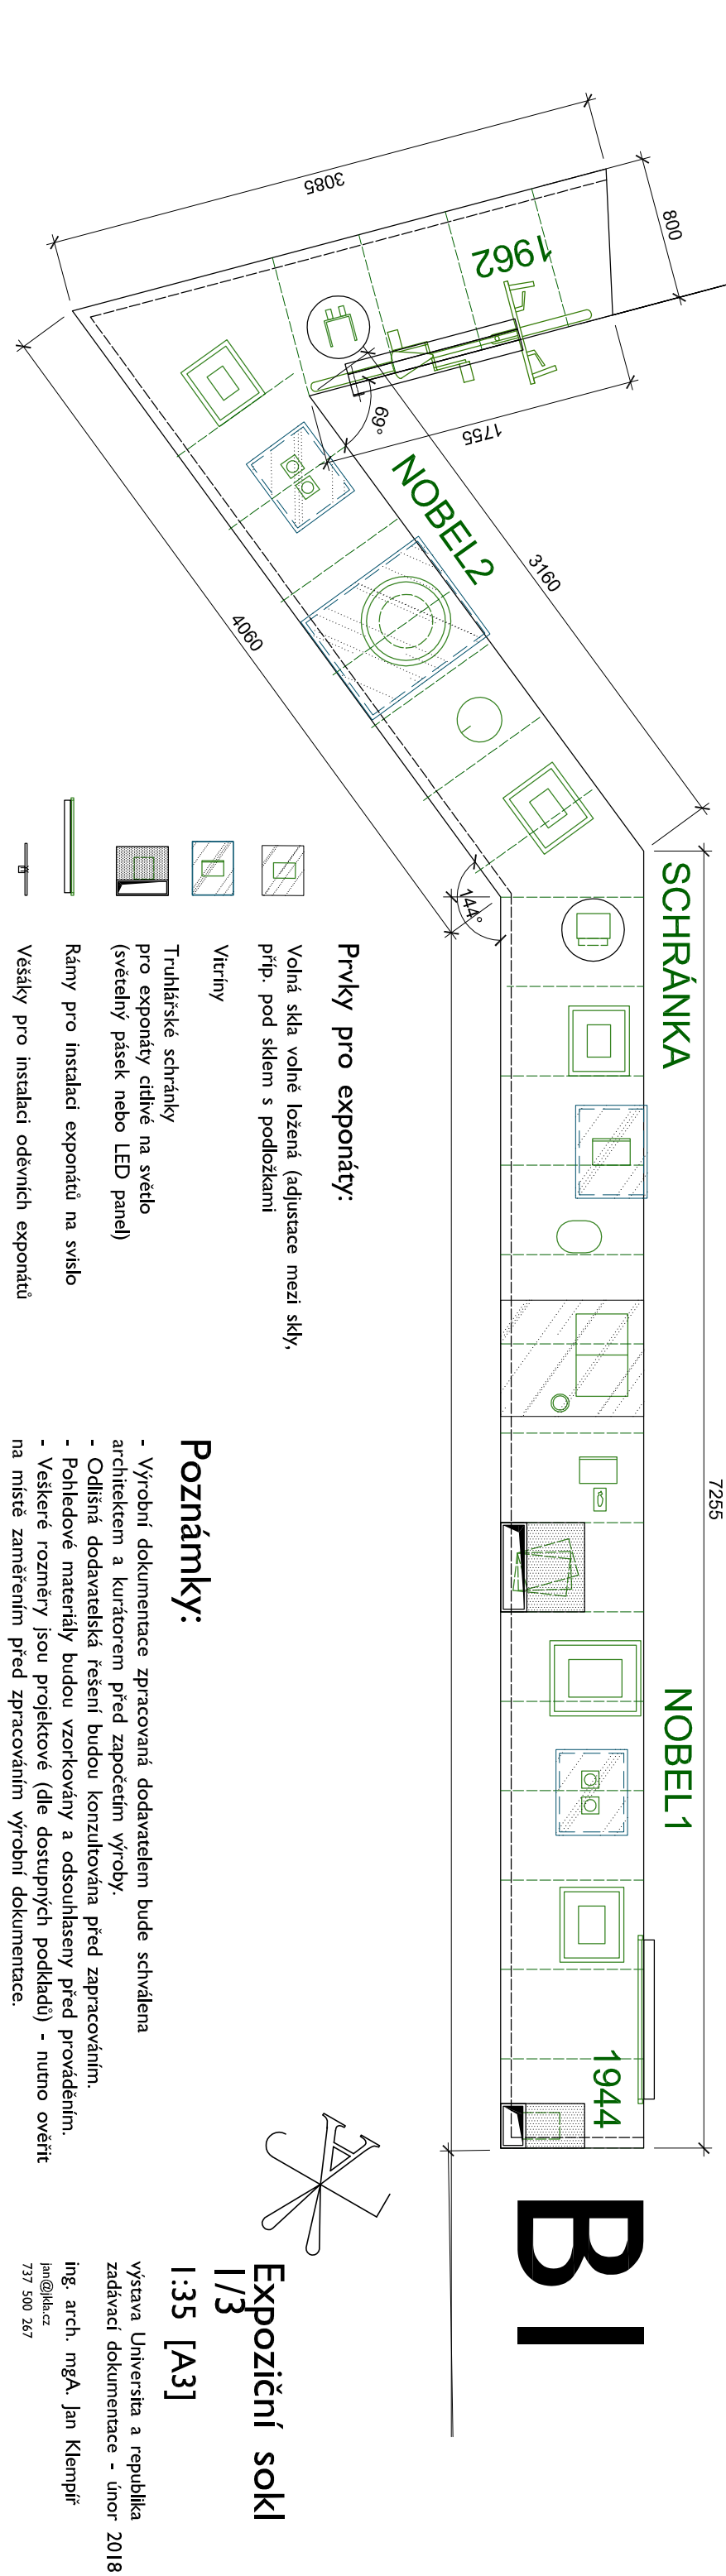 3085
800
1962
69°
1755
NOBEL2
3160
4060
144°
SCHRÁNKA
7255
NOBEL1
1944
B1
Prvky pro exponáty:
Volná skla volně ložená (adjustace mezi skly,
příp. pod sklem s podložkami
Vitríny
Truhlářské schránky
pro exponáty citlivé na světlo
(světelný pásek nebo LED panel)
Rámy pro instalaci exponátů na svislo
Věšáky pro instalaci oděvních exponátů
Poznámky:
- Výrobní dokumentace zpracovaná dodavatelem bude schválena
architektem a kurátorem před započetím výroby.
- Odlišná dodavatelská řešení budou konzultována před zapracováním.
- Pohledové materiály budou vzorkovány a odsouhlaseny před prováděním.
- Veškeré rozměry jsou projektové (dle dostupných podkladů) - nutno ověřit
na místě zaměřením před zpracováním výrobní dokumentace.
A
Expoziční sokl
1/3
1:35 [A3]
výstava Universita a republika
zadávací dokumentace - únor 2018
ing. arch. mgA. Jan Klempíř
jan@jkla.cz
737 500 267